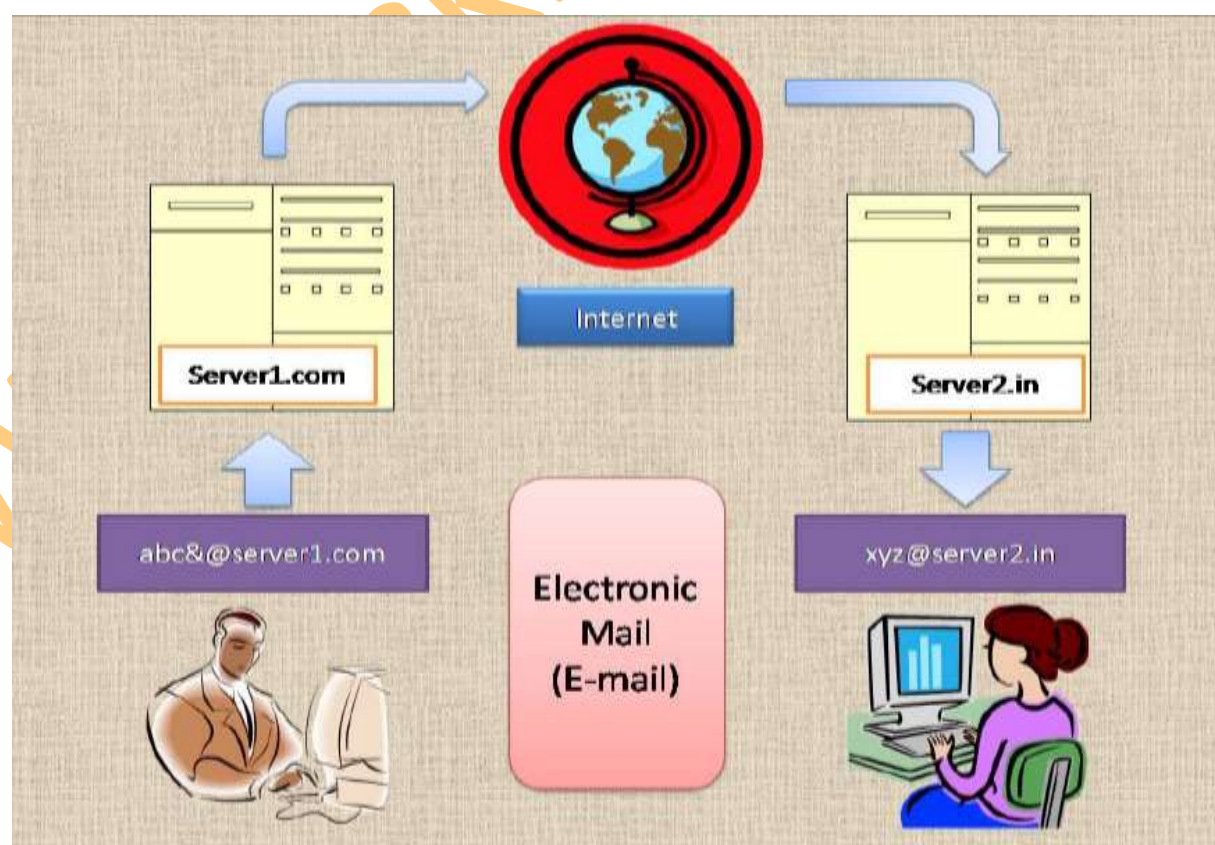 Internet
Server1.com
Server2.in
abc&@server1.com
xyz@server2.in
Electronic
Mail
(E-mail)